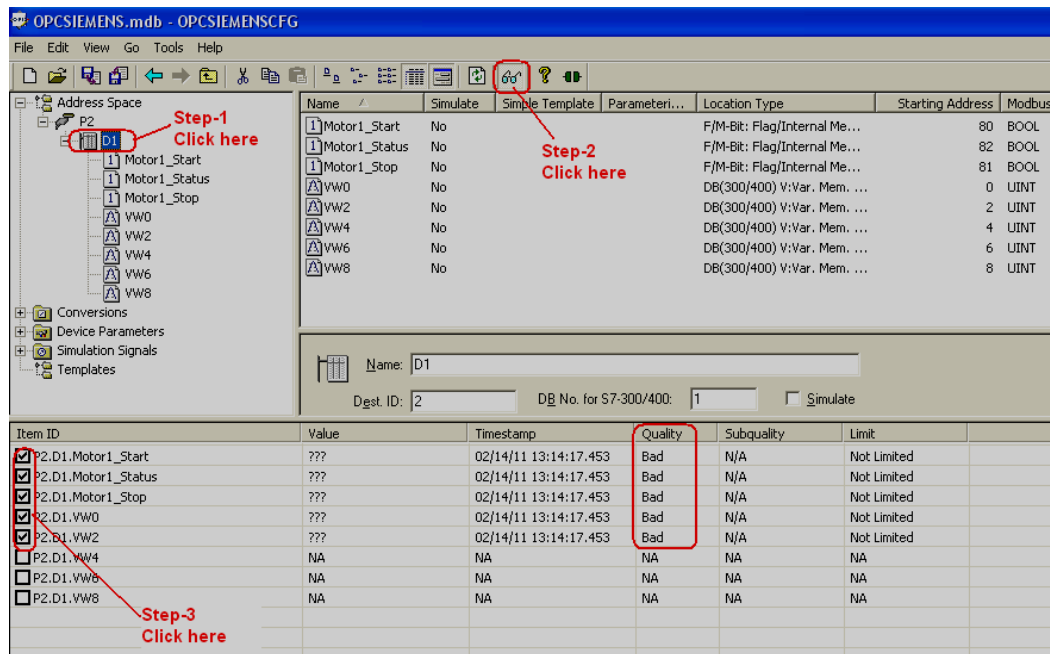 OPCSIEMENS.mdb - OPCSIEMENSCFG
File Edit View Go Tools Help
Address Space
P2
D1
Motor1_Start
Motor1_Status
Motor1_Stop
VW0
VW2
VW4
VW6
VW8
Conversions
Device Parameters
Simulation Signals
Templates
Step-1
Click here
Name Simulate Simple Template Parameteri... Location Type Starting Address Modbus
Motor1_Start No F/M-Bit: Flag/Internal Me... 80 BOOL
Motor1_Status No F/M-Bit: Flag/Internal Me... 82 BOOL
Motor1_Stop No F/M-Bit: Flag/Internal Me... 81 BOOL
VW0 No DB(300/400) V:Var. Mem. ... 0 UINT
VW2 No DB(300/400) V:Var. Mem. ... 2 UINT
VW4 No DB(300/400) V:Var. Mem. ... 4 UINT
VW6 No DB(300/400) V:Var. Mem. ... 6 UINT
VW8 No DB(300/400) V:Var. Mem. ... 8 UINT
Step-2
Click here
Name: D1
Dest. ID: 2 DB No. for S7-300/400: 1 Simulate
Item ID Value Timestamp Quality Subquality Limit
P2.D1.Motor1_Start ??? 02/14/11 13:14:17.453 Bad N/A Not Limited
P2.D1.Motor1_Status ??? 02/14/11 13:14:17.453 Bad N/A Not Limited
P2.D1.Motor1_Stop ??? 02/14/11 13:14:17.453 Bad N/A Not Limited
P2.D1.VW0 ??? 02/14/11 13:14:17.453 Bad N/A Not Limited
P2.D1.VW2 ??? 02/14/11 13:14:17.453 Bad N/A Not Limited
P2.D1.VW4 NA NA NA NA NA
P2.D1.VW6 NA NA NA NA NA
P2.D1.VW8 NA NA NA NA NA
Step-3
Click here